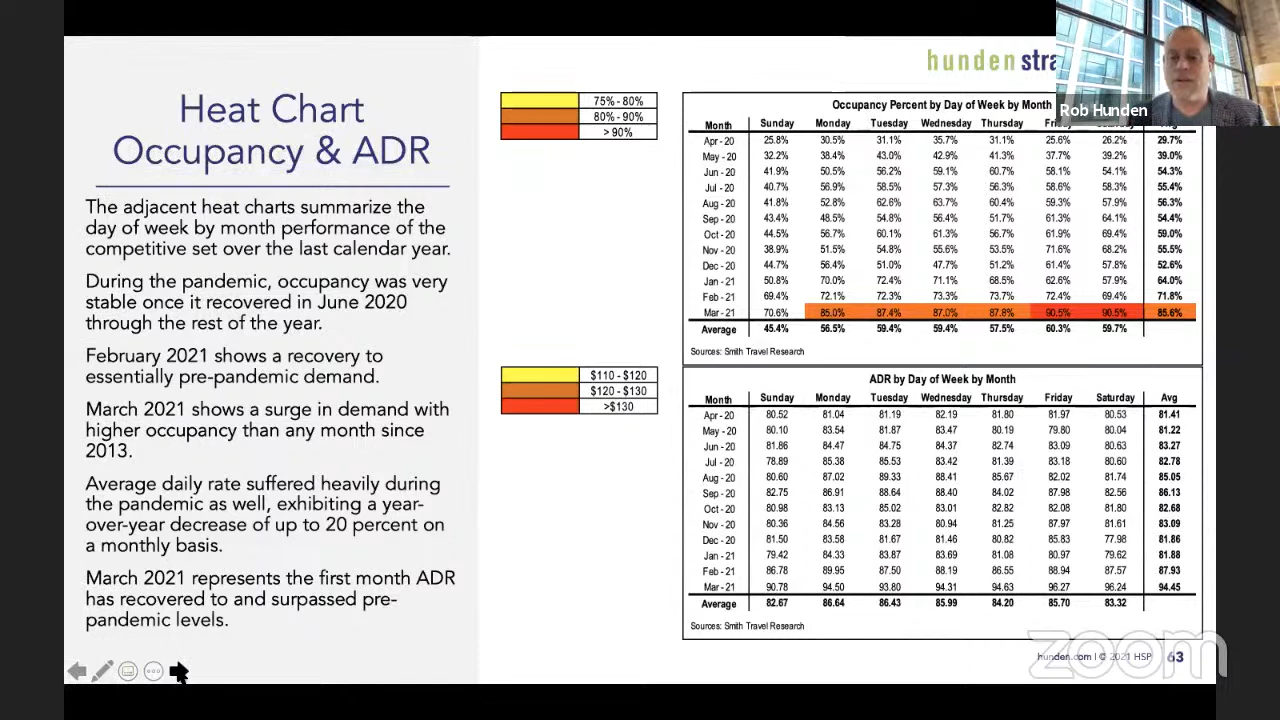 hunden stra
Rob Hunden
Heat Chart
Occupancy & ADR
The adjacent heat charts summarize the
day of week by month performance of the
competitive set over the last calendar year.
During the pandemic, occupancy was very
stable once it recovered in June 2020
through the rest of the year.
February 2021 shows a recovery to
essentially pre-pandemic demand.
March 2021 shows a surge in demand with
higher occupancy than any month since
2013.
Average daily rate suffered heavily during
the pandemic as well, exhibiting a year-
over-year decrease of up to 20 percent on
a monthly basis.
March 2021 represents the first month ADR
has recovered to and surpassed pre-
pandemic levels.
75% - 80%
80% - 90%
> 90%
Occupancy Percent by Day of Week by Month
Month Sunday Monday Tuesday Wednesday Thursday
Apr - 20 25.8% 30.5% 31.1% 35.7% 31.1% 25.6% 26.2% 29.7%
May - 20 32.2% 38.4% 43.0% 42.9% 41.3% 37.7% 39.2% 39.0%
Jun - 20 41.9% 50.5% 56.2% 59.1% 60.7% 58.1% 54.1% 54.3%
Jul - 20 40.7% 56.9% 58.5% 57.3% 56.3% 58.6% 58.3% 55.4%
Aug - 20 41.8% 52.8% 62.6% 63.7% 60.4% 59.3% 57.9% 56.3%
Sep - 20 43.4% 48.5% 54.8% 56.4% 51.7% 61.3% 64.1% 54.4%
Oct - 20 44.5% 56.7% 60.1% 61.3% 56.7% 61.9% 69.4% 59.0%
Nov - 20 38.9% 51.5% 54.8% 55.6% 53.5% 71.6% 68.2% 55.5%
Dec - 20 44.7% 56.4% 51.0% 47.7% 51.2% 61.4% 57.8% 52.6%
Jan - 21 50.8% 70.0% 72.4% 71.1% 68.5% 62.6% 57.9% 64.0%
Feb - 21 69.4% 72.1% 72.3% 73.3% 73.7% 72.4% 69.4% 71.8%
Mar - 21 70.6% 85.0% 87.4% 87.0% 87.8% 90.5% 90.5% 85.6%
Average 45.4% 56.5% 59.4% 59.4% 57.5% 60.3% 59.7%
Sources: Smith Travel Research
$110 - $120
$120 - $130
>$130
ADR by Day of Week by Month
Month Sunday Monday Tuesday Wednesday Thursday Friday Saturday Avg
Apr - 20 80.52 81.04 81.19 82.19 81.80 81.97 80.53 81.41
May - 20 80.10 83.54 81.87 83.47 80.19 79.80 80.04 81.22
Jun - 20 81.86 84.47 84.75 84.37 82.74 83.09 80.63 83.27
Jul - 20 78.89 85.38 85.53 83.42 81.39 83.18 80.60 82.78
Aug - 20 80.60 87.02 89.33 88.41 85.67 82.02 81.74 85.05
Sep - 20 82.75 86.91 88.64 88.40 84.02 87.98 82.56 86.13
Oct - 20 80.98 83.13 85.02 83.01 82.82 82.08 81.80 82.68
Nov - 20 80.36 84.56 83.28 80.94 81.25 87.97 81.61 83.09
Dec - 20 81.50 83.58 81.67 81.46 80.82 85.83 77.98 81.86
Jan - 21 79.42 84.33 83.87 83.69 81.08 80.97 79.62 81.88
Feb - 21 86.78 89.95 87.50 88.19 86.55 88.94 87.57 87.93
Mar - 21 90.78 94.50 93.80 94.31 94.63 96.27 96.24 94.45
Average 82.67 86.64 86.43 85.99 84.20 85.70 83.32
Sources: Smith Travel Research
hunden.com | © 2021 HSP 63
zoom